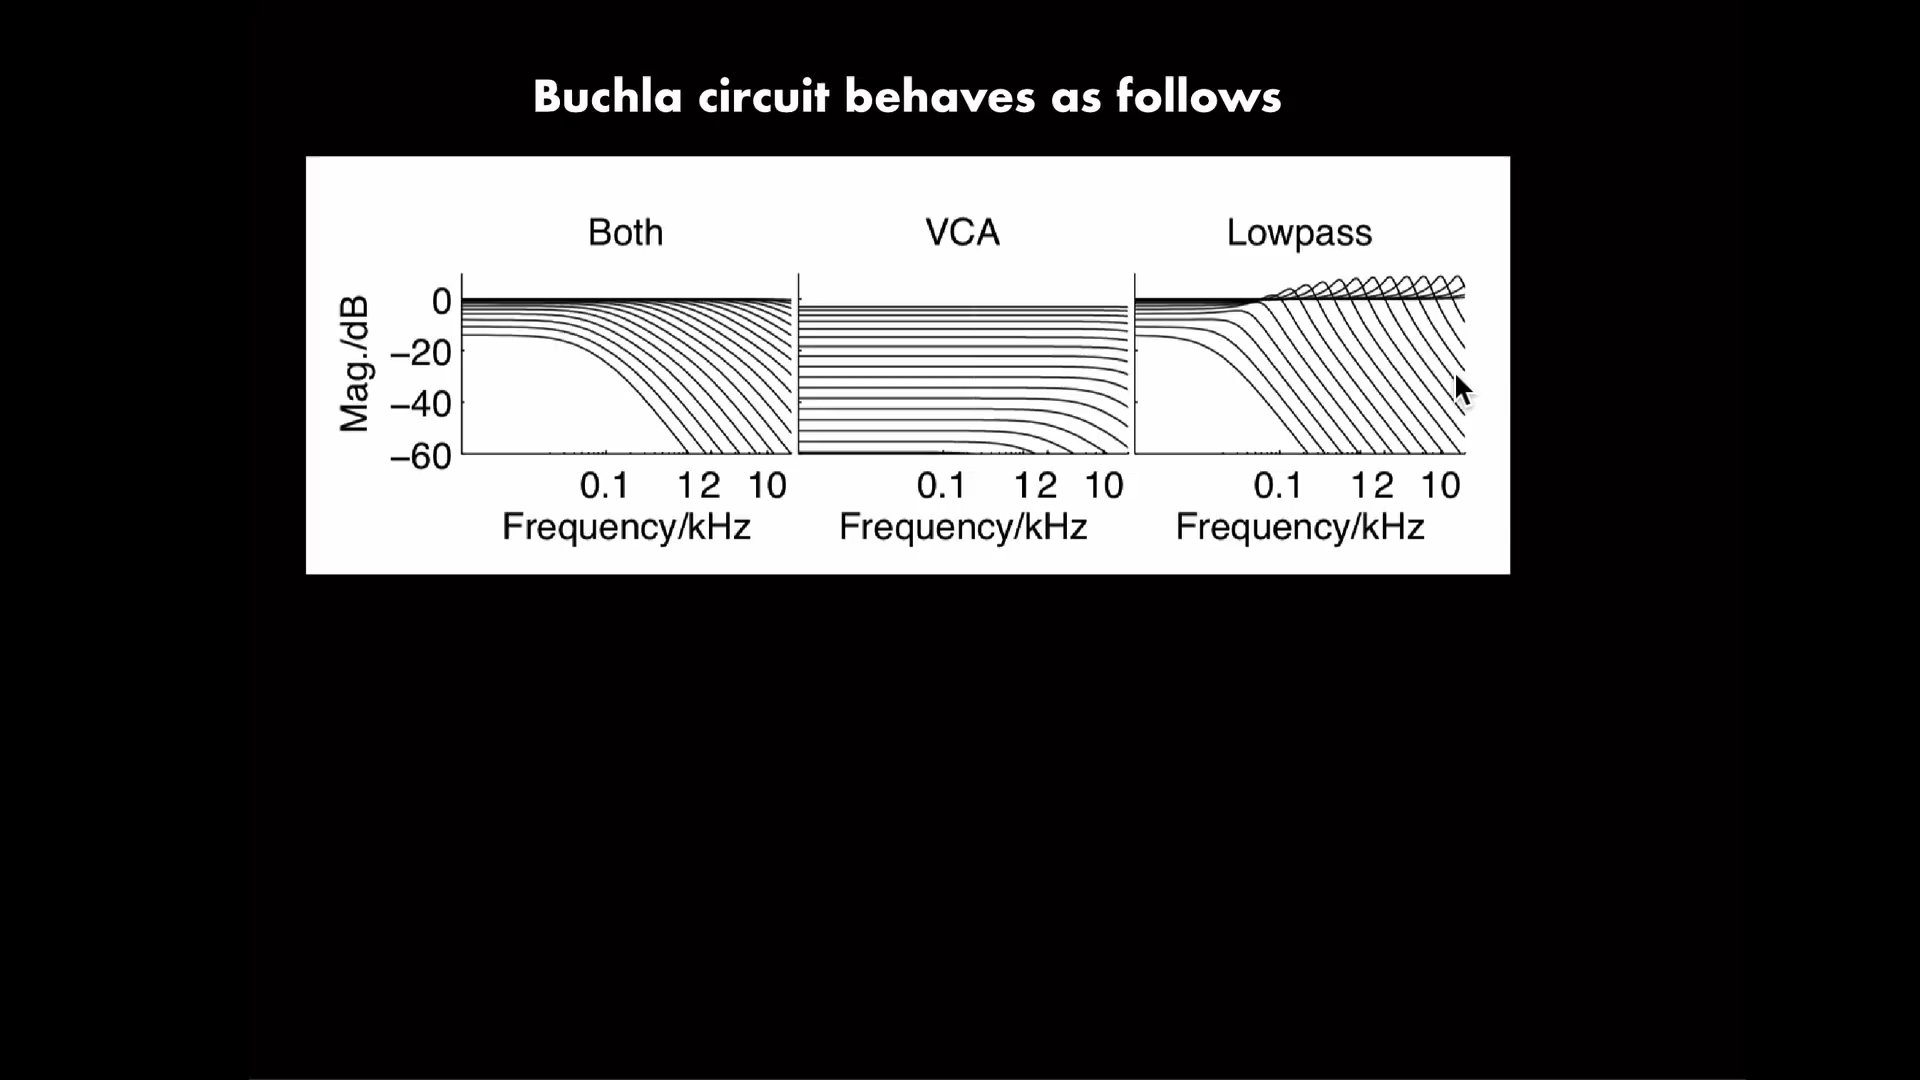 Buchla circuit behaves as follows
Both VCA Lowpass
Mag./dB
0
−20
−40
−60
0.1 1 2 10 0.1 1 2 10 0.1 1 2 10
Frequency/kHz Frequency/kHz Frequency/kHz